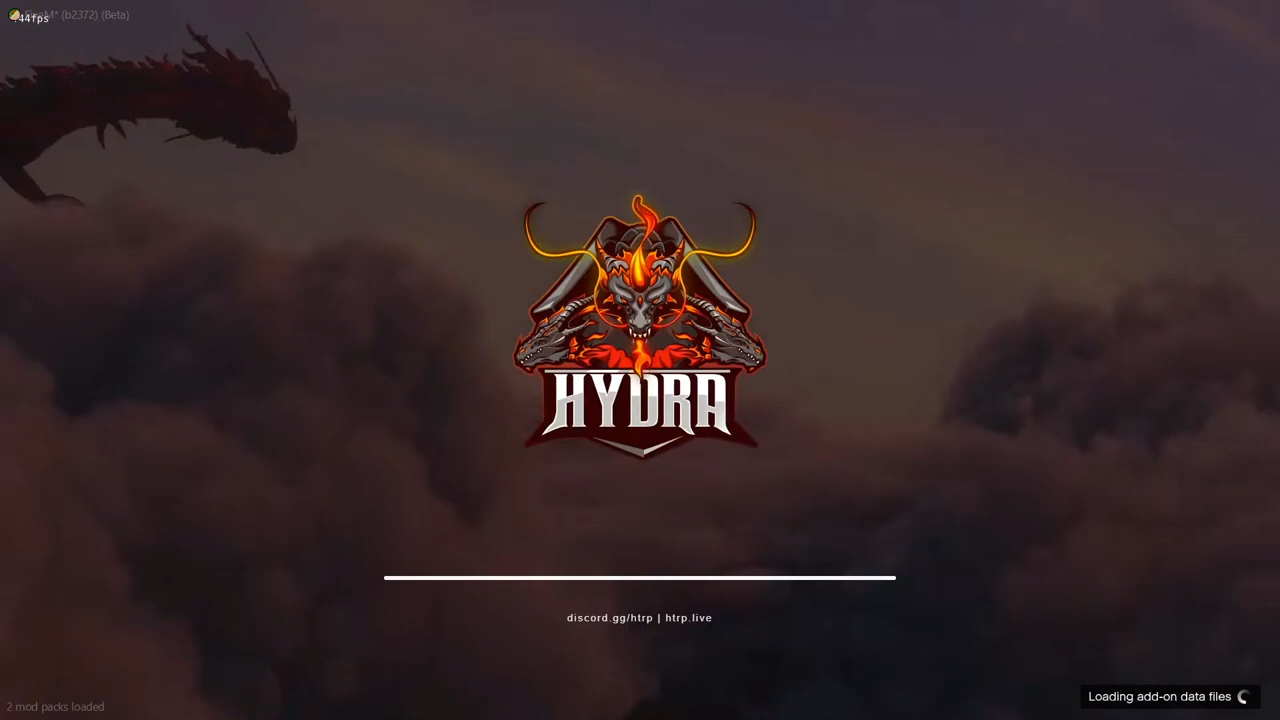 (b2372) (Beta)
44fps
HYDRA
discord.gg/htrp | htrp.live
Loading add-on data files
2 mod packs loaded